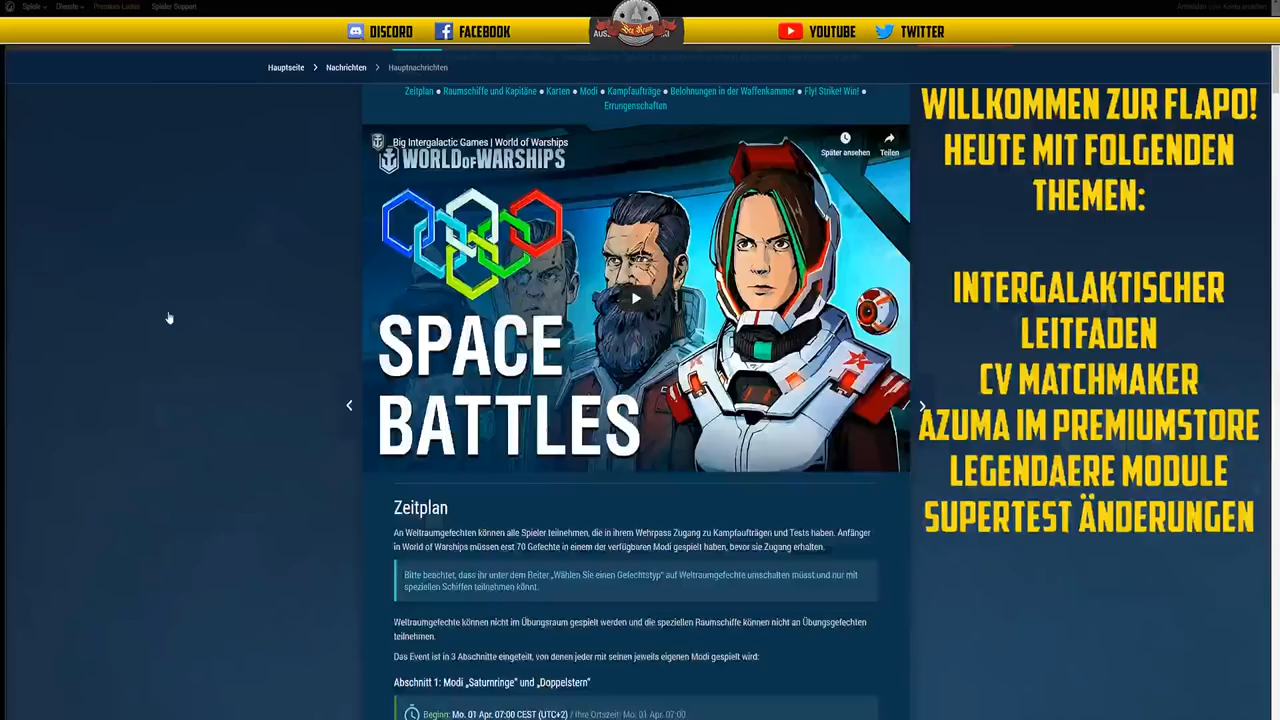 Spiele
Dienste
Premium-Laden
Spieler Support
DISCORD
FACEBOOK
YOUTUBE
TWITTER
Hauptseite > Nachrichten > Hauptnachrichten
Zeitplan ● Raumschiffe und Kapitäne ● Karten ● Modi ● Kampfaufträge ● Belohnungen in der Waffenkammer ● Fly! Strike! Win! ●
Errungenschaften
Big Intergalactic Games | World of Warships
WORLD OF WARSHIPS
Später ansehen
Teilen
SPACE
BATTLES
WILLKOMMEN ZUR FLAPO!
HEUTE MIT FOLGENDEN
THEMEN:
INTERGALAKTISCHER
LEITFADEN
CV MATCHMAKER
AZUMA IM PREMIUMSTORE
LEGENDAERE MODULE
SUPERTEST ÄNDERUNGEN
Zeitplan
An Weltraumgefechten können alle Spieler teilnehmen, die in ihrem Wehrpass Zugang zu Kampfaufträgen und Tests haben. Anfänger
in World of Warships müssen erst 70 Gefechte in einem der verfügbaren Modi gespielt haben, bevor sie Zugang erhalten.
Bitte beachtet, dass ihr unter dem Reiter „Wählen Sie einen Gefechtstyp" auf Weltraumgefechte umschalten müsst und nur mit
speziellen Schiffen teilnehmen könnt.
Weltraumgefechte können nicht im Übungsraum gespielt werden und die speziellen Raumschiffe können nicht an Übungsgefechten
teilnehmen.
Das Event ist in 3 Abschnitte eingeteilt, von denen jeder mit seinen jeweils eigenen Modi gespielt wird:
Abschnitt 1: Modi „Saturnringe" und „Doppelstern"
Beginn: Mo. 01 Apr. 07:00 CEST (UTC+2) / Ihre Ortszeit: Mo. 01 Apr. 07:00